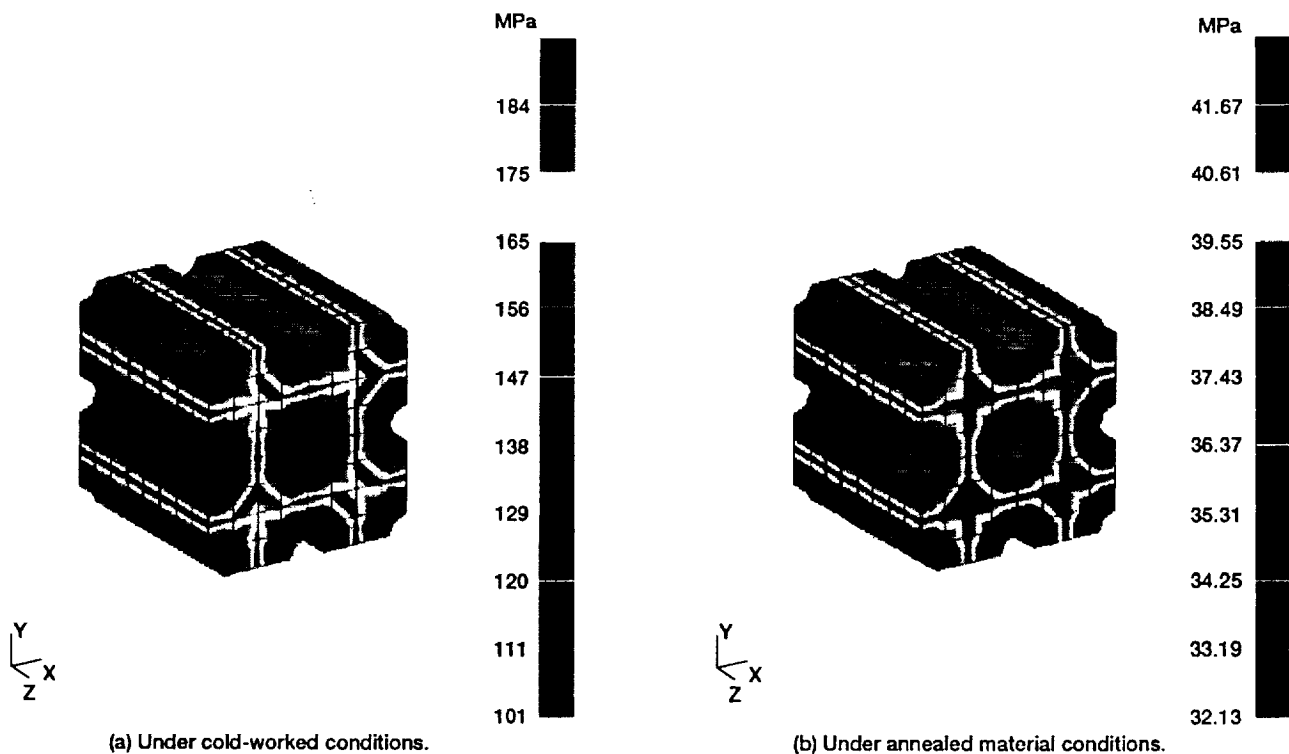 MPa
184
175
165
156
147
138
129
120
111
101
Y
X
Z
(a) Under cold-worked conditions.
MPa
41.67
40.61
39.55
38.49
37.43
36.37
35.31
34.25
33.19
32.13
Y
X
Z
(b) Under annealed material conditions.